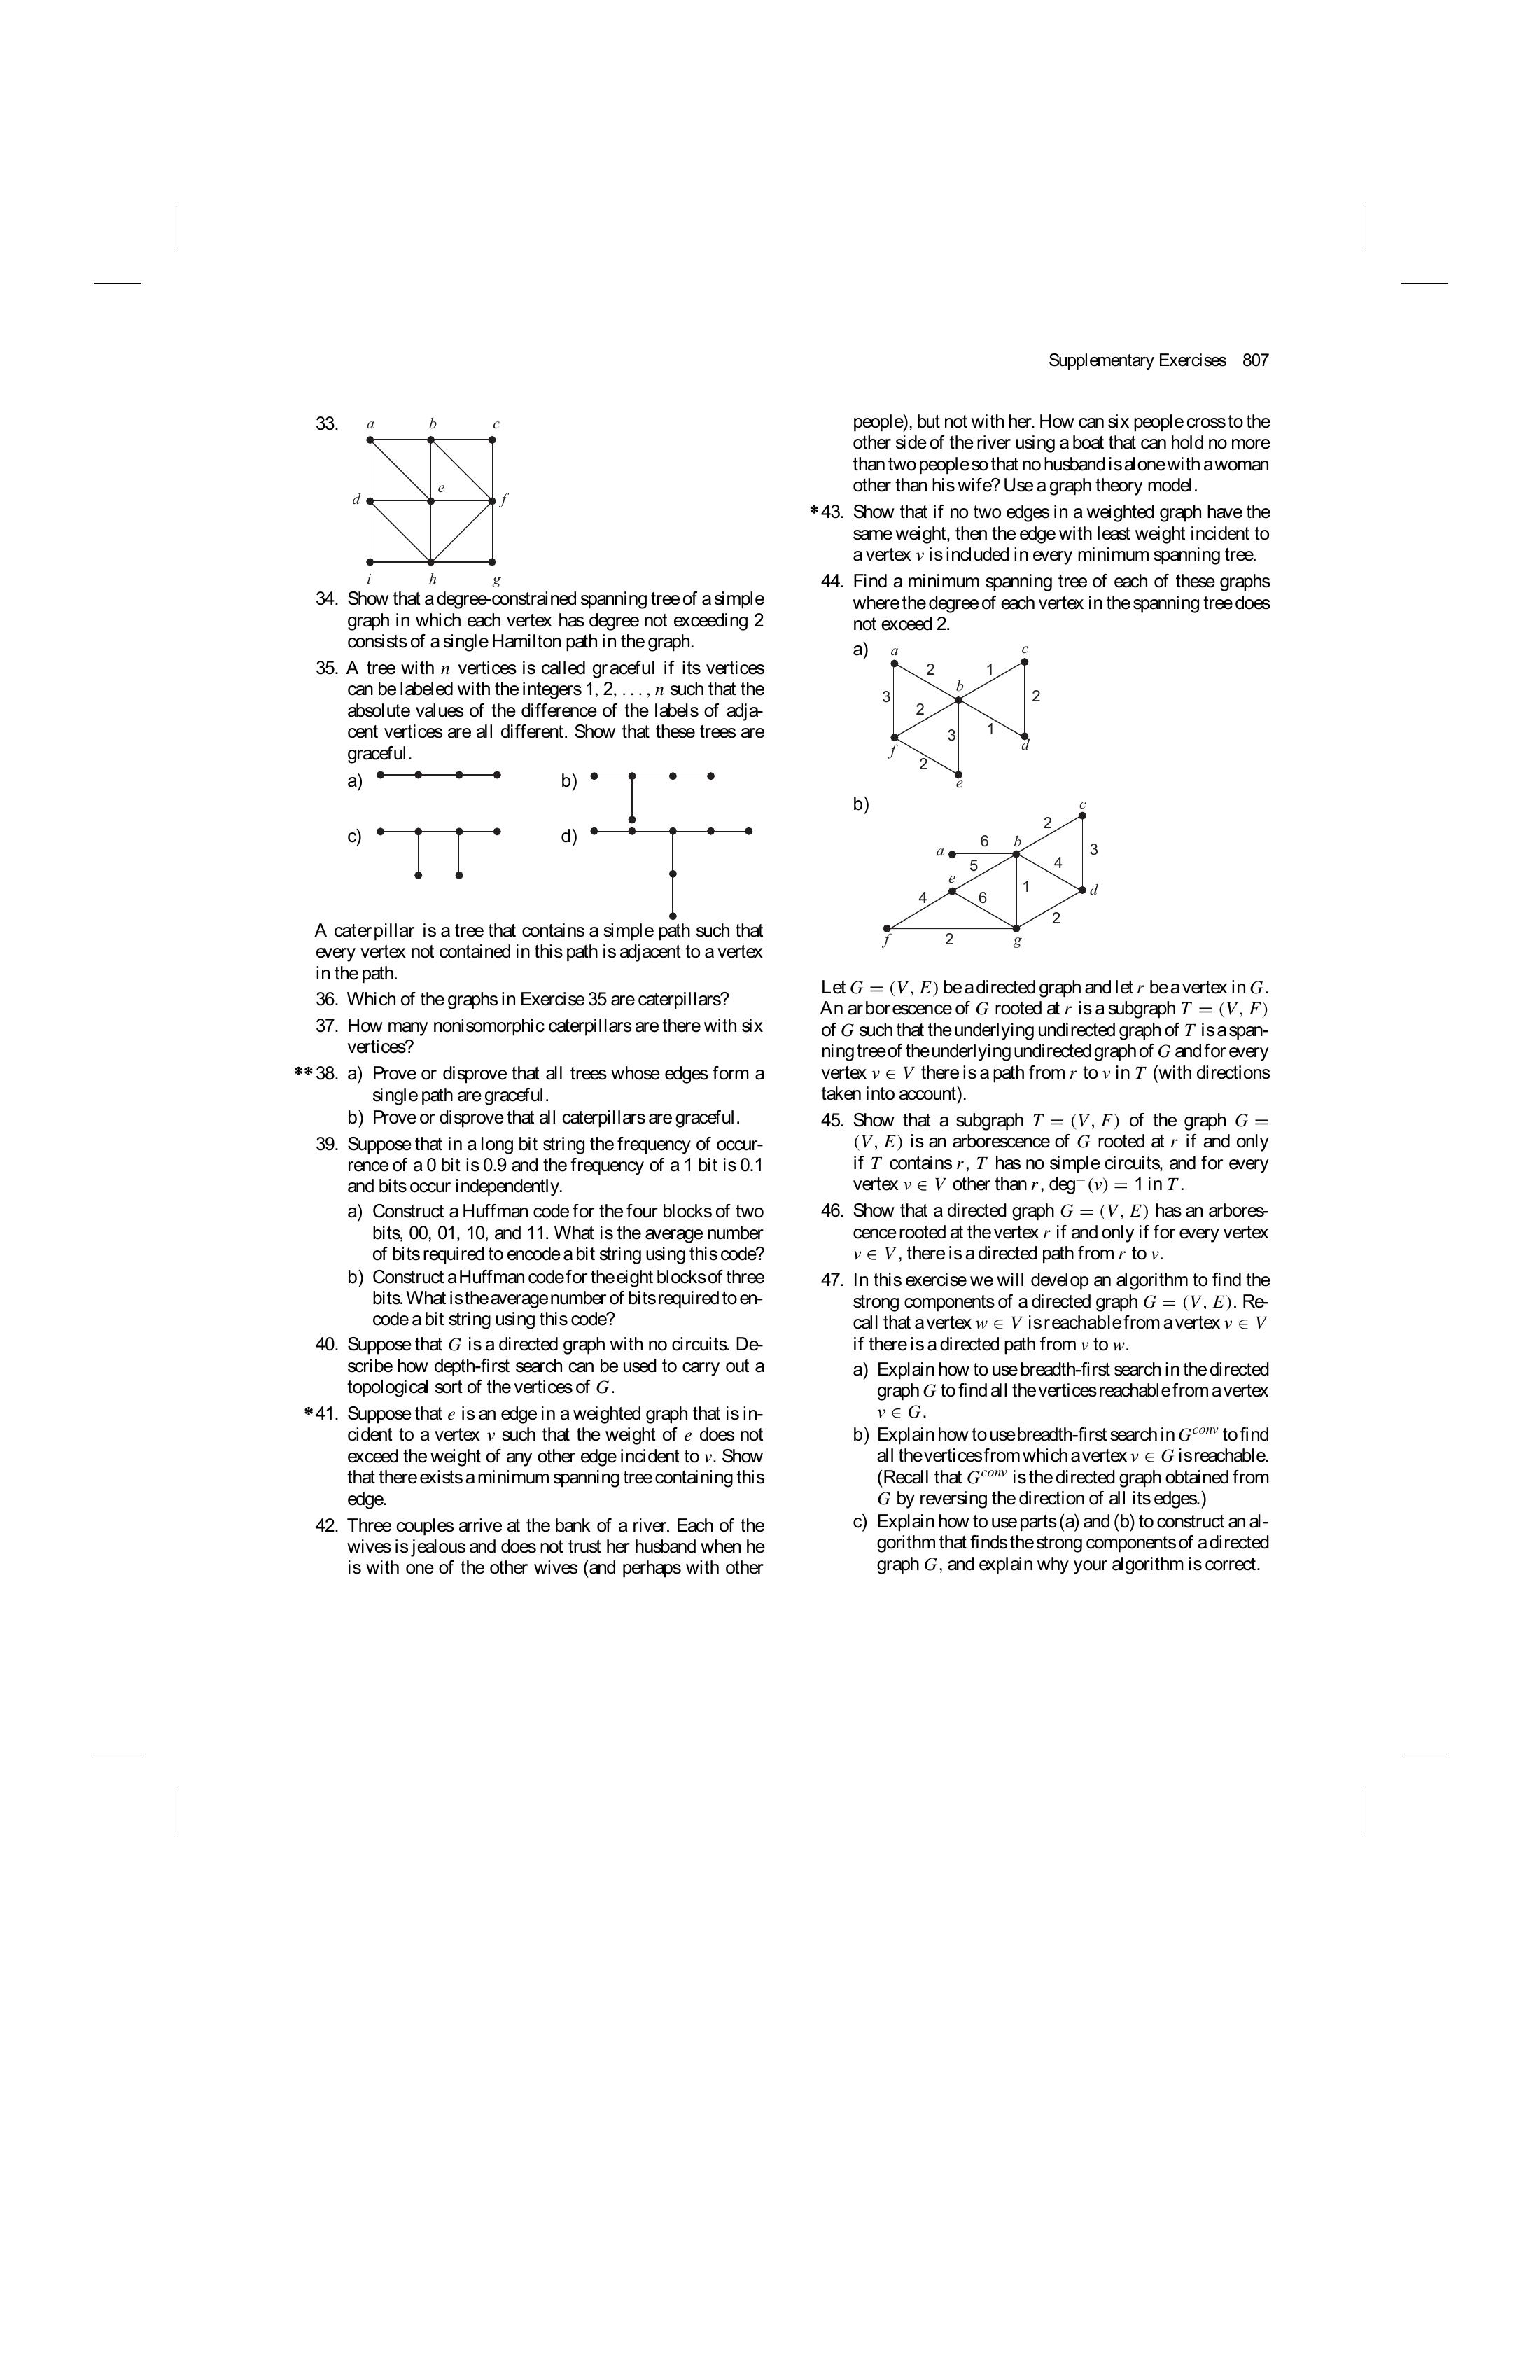 Supplementary Exercises 807
33.
a b c
d e f
i h g
34. Show that a degree-constrained spanning tree of a simple
graph in which each vertex has degree not exceeding 2
consists of a single Hamilton path in the graph.
35. A tree with n vertices is called graceful if its vertices
can be labeled with the integers 1, 2, . . . , n such that the
absolute values of the difference of the labels of adja-
cent vertices are all different. Show that these trees are
graceful.
a) b)
c) d)
A caterpillar is a tree that contains a simple path such that
every vertex not contained in this path is adjacent to a vertex
in the path.
36. Which of the graphs in Exercise 35 are caterpillars?
37. How many nonisomorphic caterpillars are there with six
vertices?
**38. a) Prove or disprove that all trees whose edges form a
single path are graceful.
b) Prove or disprove that all caterpillars are graceful.
39. Suppose that in a long bit string the frequency of occur-
rence of a 0 bit is 0.9 and the frequency of a 1 bit is 0.1
and bits occur independently.
a) Construct a Huffman code for the four blocks of two
bits, 00, 01, 10, and 11. What is the average number
of bits required to encode a bit string using this code?
b) Construct a Huffman code for the eight blocks of three
bits. What is the average number of bits required to en-
code a bit string using this code?
40. Suppose that G is a directed graph with no circuits. De-
scribe how depth-first search can be used to carry out a
topological sort of the vertices of G.
*41. Suppose that e is an edge in a weighted graph that is in-
cident to a vertex v such that the weight of e does not
exceed the weight of any other edge incident to v. Show
that there exists a minimum spanning tree containing this
edge.
42. Three couples arrive at the bank of a river. Each of the
wives is jealous and does not trust her husband when he
is with one of the other wives (and perhaps with other
people), but not with her. How can six people cross to the
other side of the river using a boat that can hold no more
than two people so that no husband is alone with a woman
other than his wife? Use a graph theory model.
*43. Show that if no two edges in a weighted graph have the
same weight, then the edge with least weight incident to
a vertex v is included in every minimum spanning tree.
44. Find a minimum spanning tree of each of these graphs
where the degree of each vertex in the spanning tree does
not exceed 2.
a) a c
2 1
b
3 2 2
3 1
f d
2
e
b) c
2
a 6 b 3
5 4
e 1 d
4 6
2
f 2 g
Let G = (V, E) be a directed graph and let r be a vertex in G.
An arborescence of G rooted at r is a subgraph T = (V, F)
of G such that the underlying undirected graph of T is a span-
ning tree of the underlying undirected graph of G and for every
vertex v ∈ V there is a path from r to v in T (with directions
taken into account).
45. Show that a subgraph T = (V, F) of the graph G =
(V, E) is an arborescence of G rooted at r if and only
if T contains r, T has no simple circuits, and for every
vertex v ∈ V other than r, deg⁻(v) = 1 in T.
46. Show that a directed graph G = (V, E) has an arbores-
cence rooted at the vertex r if and only if for every vertex
v ∈ V, there is a directed path from r to v.
47. In this exercise we will develop an algorithm to find the
strong components of a directed graph G = (V, E). Re-
call that a vertex w ∈ V is reachable from a vertex v ∈ V
if there is a directed path from v to w.
a) Explain how to use breadth-first search in the directed
graph G to find all the vertices reachable from a vertex
v ∈ G.
b) Explain how to use breadth-first search in G^conv to find
all the vertices from which a vertex v ∈ G is reachable.
(Recall that G^conv is the directed graph obtained from
G by reversing the direction of all its edges.)
c) Explain how to use parts (a) and (b) to construct an al-
gorithm that finds the strong components of a directed
graph G, and explain why your algorithm is correct.